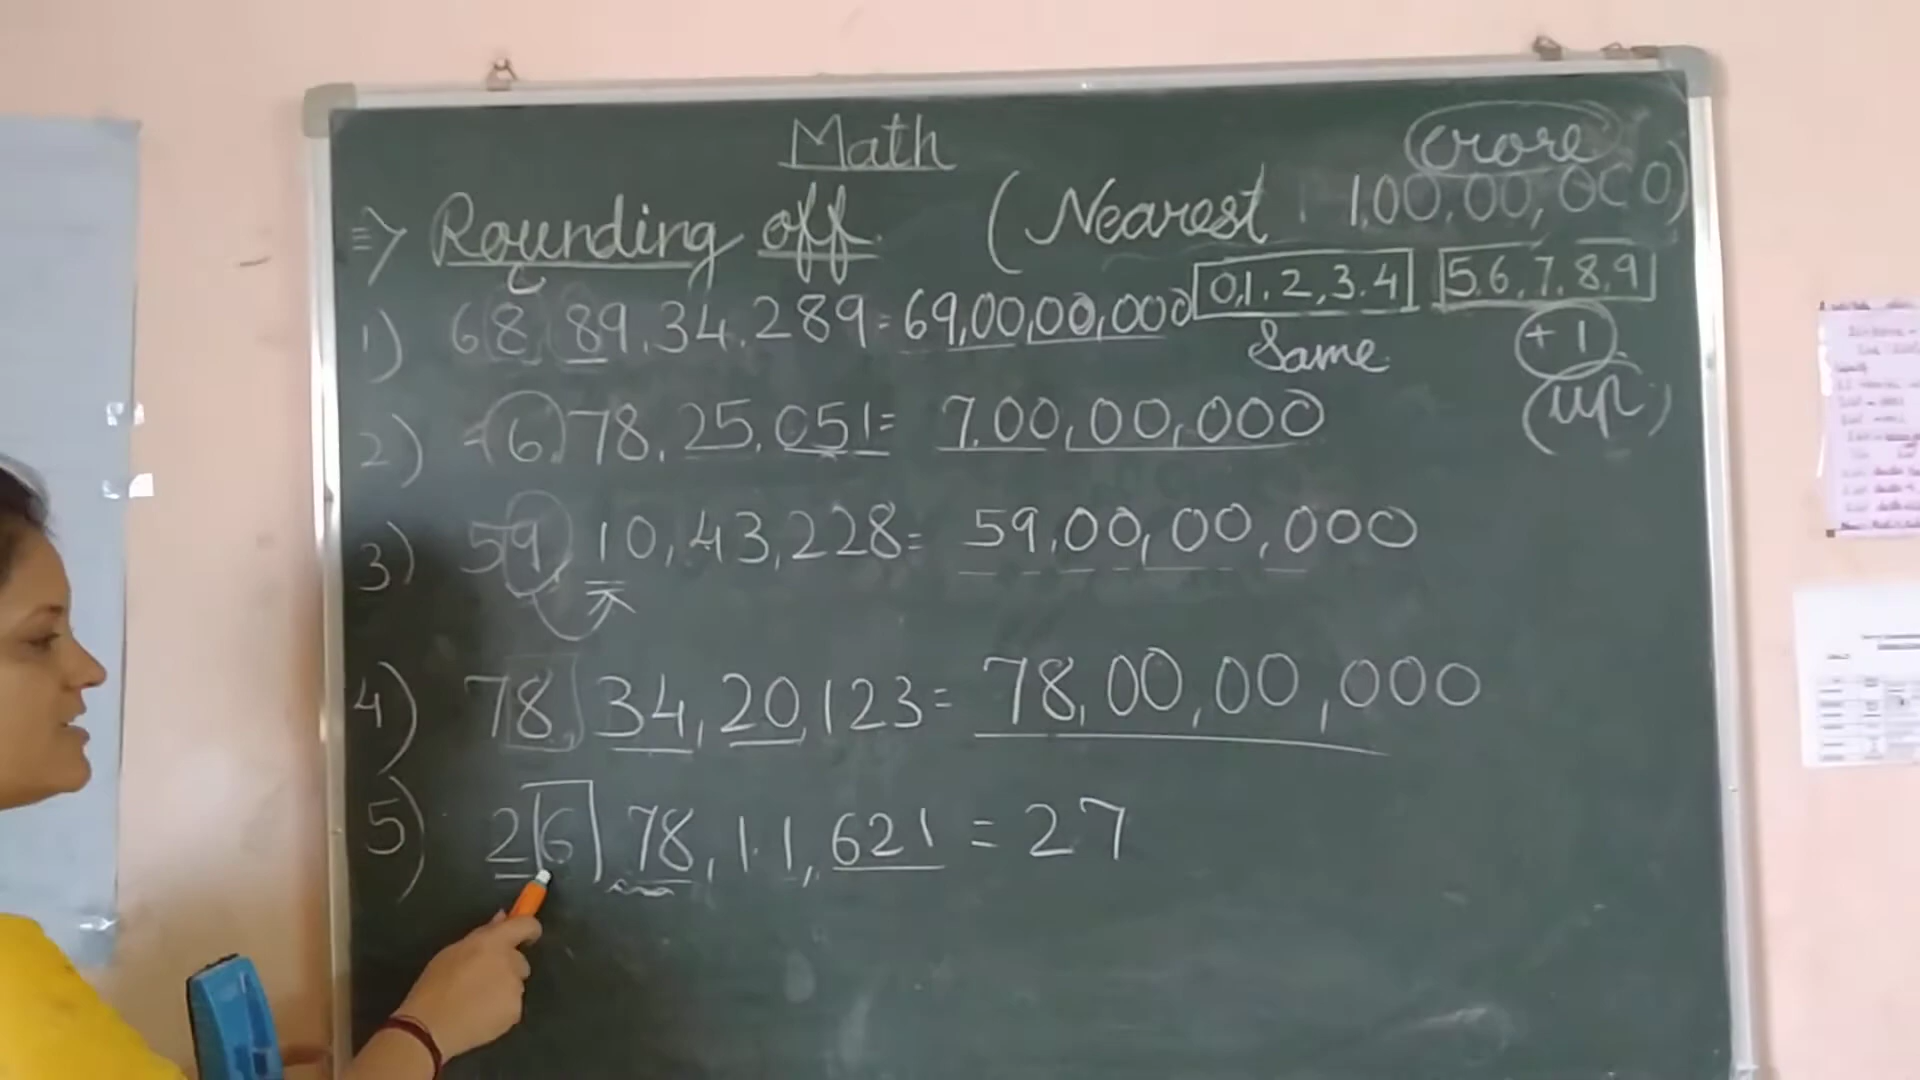 Math
crore
⇒ Rounding off (Nearest 1,00,00,000)
0,1,2,3,4 5,6,7,8,9
Same +1
(up)
1) 68,89,34,289=69,00,00,000
2) 6,78,25,051= 7,00,00,000
3) 59,10,43,228= 59,00,00,000
4) 78,34,20,123= 78,00,00,000
5) 26,78,11,621 = 27